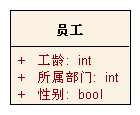 员工
+ 工龄: int
+ 所属部门: int
+ 性别: bool